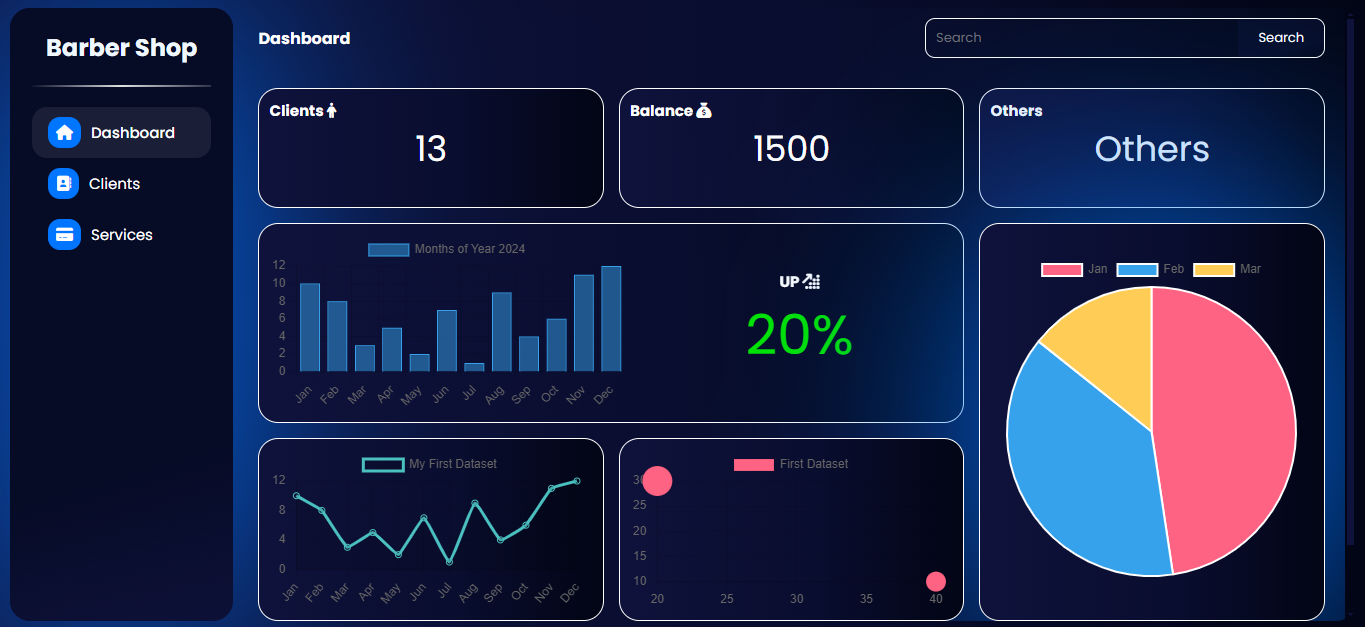 Barber Shop
Dashboard
Clients
Services
Dashboard
Search
Search
Clients
13
Balance
1500
Others
Others
Months of Year 2024
12
10
8
6
4
2
0
Jan Feb Mar Apr May Jun Jul Aug Sep Oct Nov Dec
UP
20%
Jan Feb Mar
My First Dataset
12
8
4
0
Jan Feb Mar Apr May Jun Jul Aug Sep Oct Nov Dec
First Dataset
30
25
20
15
10
20 25 30 35 40